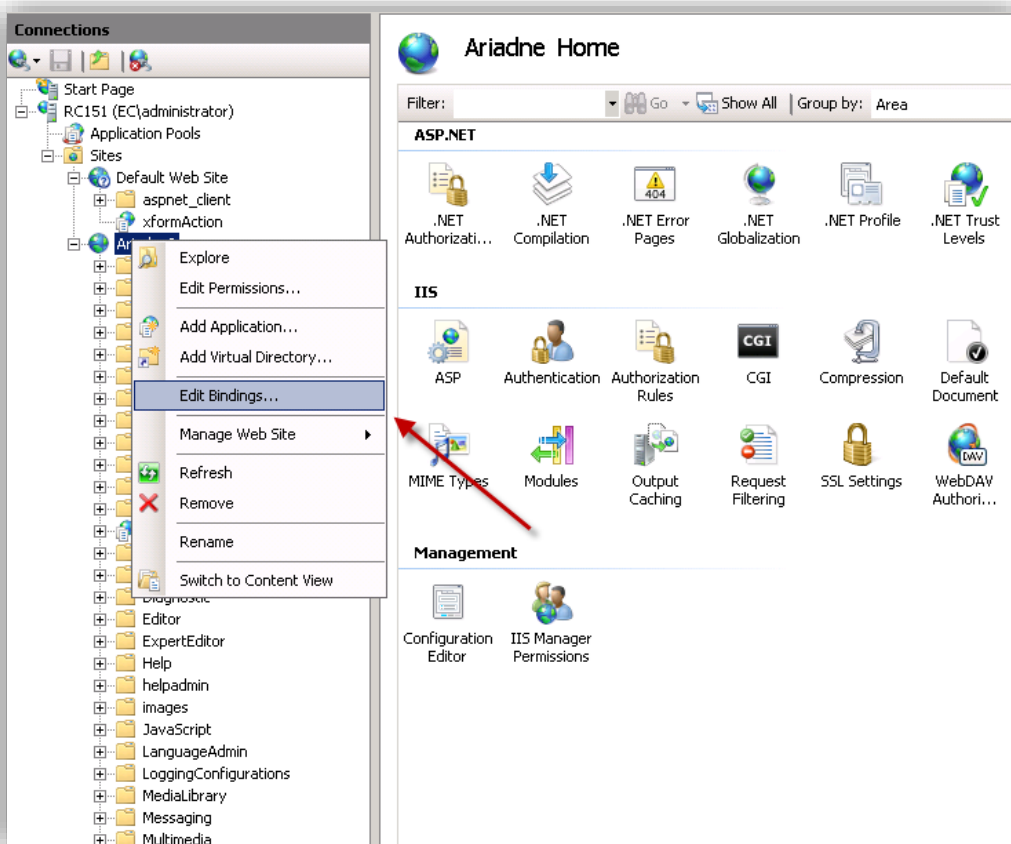 Connections
Start Page
RC151 (EC\administrator)
Application Pools
Sites
Default Web Site
aspnet_client
xformAction
Explore
Edit Permissions...
Add Application...
Add Virtual Directory...
Edit Bindings...
Manage Web Site
Refresh
Remove
Rename
Switch to Content View
Diagnostic
Editor
ExpertEditor
Help
helpadmin
images
JavaScript
LanguageAdmin
LoggingConfigurations
MediaLibrary
Messaging
Multimedia
Ariadne Home
Filter: Go Show All Group by: Area
ASP.NET
.NET Authorizati...
.NET Compilation
404
.NET Error Pages
.NET Globalization
.NET Profile
.NET Trust Levels
IIS
ASP
Authentication
Authorization Rules
CGI
CGI
Compression
Default Document
MIME Types
Modules
Output Caching
Request Filtering
SSL Settings
DAV
WebDAV Authori...
Management
Configuration Editor
IIS Manager Permissions